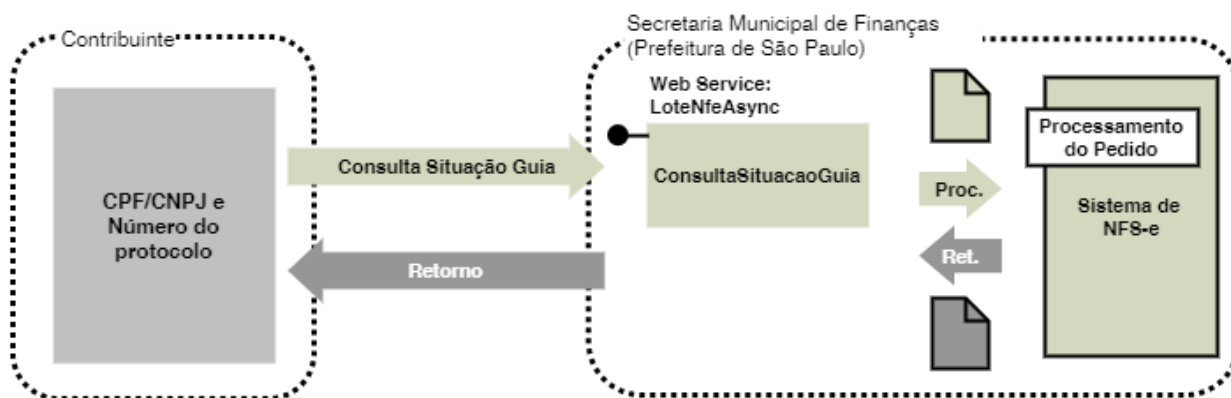 Contribuinte
CPF/CNPJ e
Número do
protocolo
Consulta Situação Guia
Retorno
Secretaria Municipal de Finanças
(Prefeitura de São Paulo)
Web Service:
LoteNfeAsync
ConsultaSituacaoGuia
Proc.
Ret.
Processamento
do Pedido
Sistema de
NFS-e